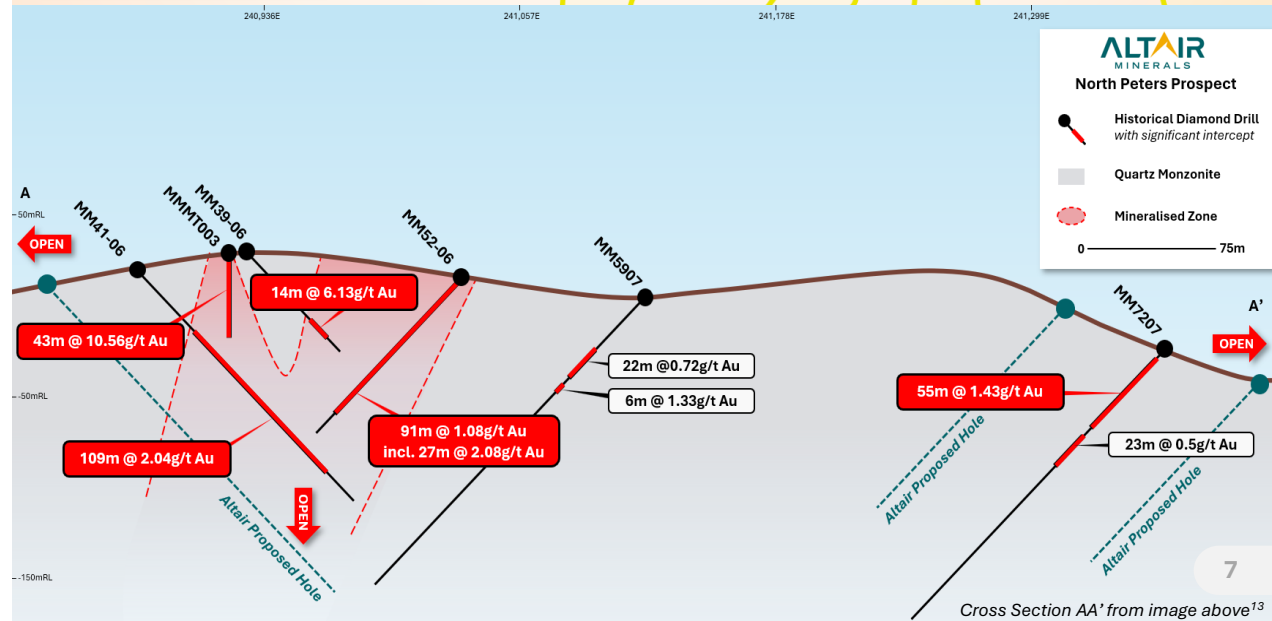 240,936E
241,057E
241,178E
241,299E
ALTAIR
MINERALS
North Peters Prospect
Historical Diamond Drill
with significant intercept
Quartz Monzonite
Mineralised Zone
0
75m
A
50mRL
OPEN
MM41-06
MMMT003
MM39-06
MM52-06
MM5907
MM7207
A'
OPEN
14m @ 6.13g/t Au
43m @ 10.56g/t Au
22m @0.72g/t Au
6m @ 1.33g/t Au
55m @ 1.43g/t Au
-50mRL
91m @ 1.08g/t Au
incl. 27m @ 2.08g/t Au
109m @ 2.04g/t Au
23m @ 0.5g/t Au
OPEN
Altair Proposed Hole
Altair Proposed Hole
Altair Proposed Hole
-150mRL
7
Cross Section AA' from image above¹³